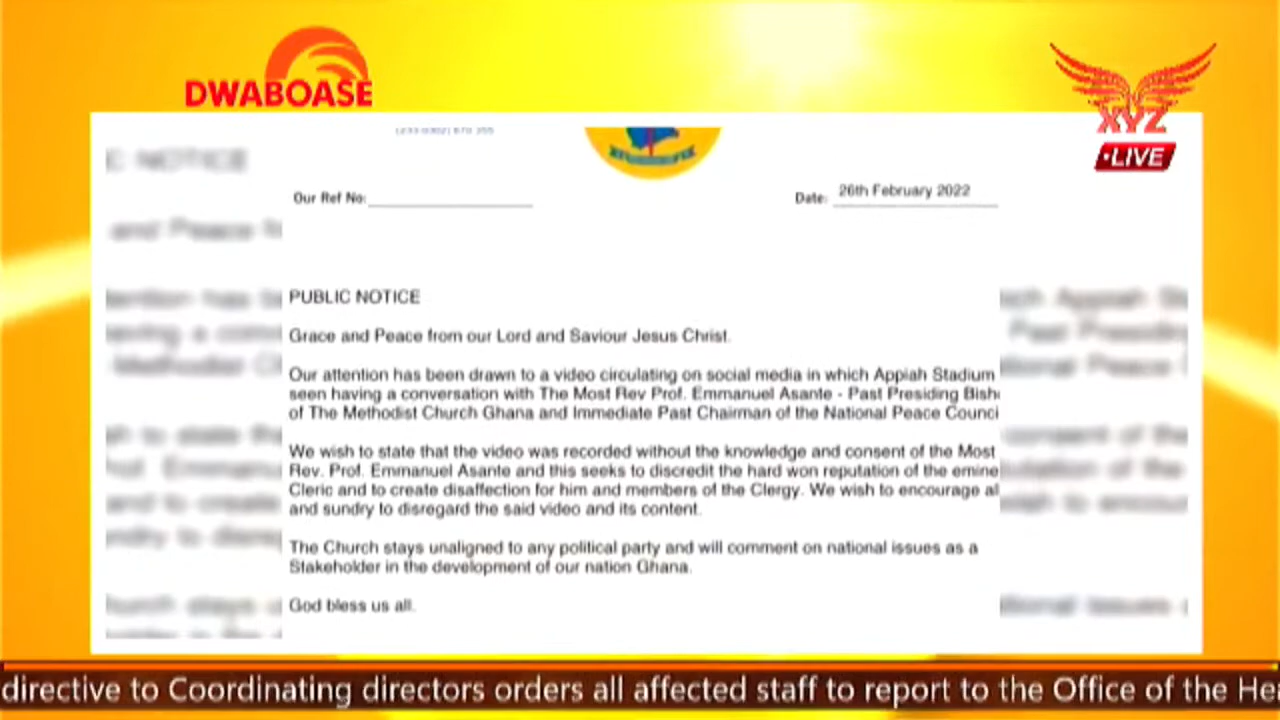 DWABOASE
XYZ
LIVE
Our Ref No:
Date: 26th February 2022
PUBLIC NOTICE
Grace and Peace from our Lord and Saviour Jesus Christ.
Our attention has been drawn to a video circulating on social media in which Appiah Stadium
seen having a conversation with The Most Rev Prof. Emmanuel Asante - Past Presiding Bish
of The Methodist Church Ghana and Immediate Past Chairman of the National Peace Counci
We wish to state that the video was recorded without the knowledge and consent of the Most
Rev. Prof. Emmanuel Asante and this seeks to discredit the hard won reputation of the emine
Cleric and to create disaffection for him and members of the Clergy. We wish to encourage al
and sundry to disregard the said video and its content.
The Church stays unaligned to any political party and will comment on national issues as a
Stakeholder in the development of our nation Ghana.
God bless us all.
directive to Coordinating directors orders all affected staff to report to the Office of the He